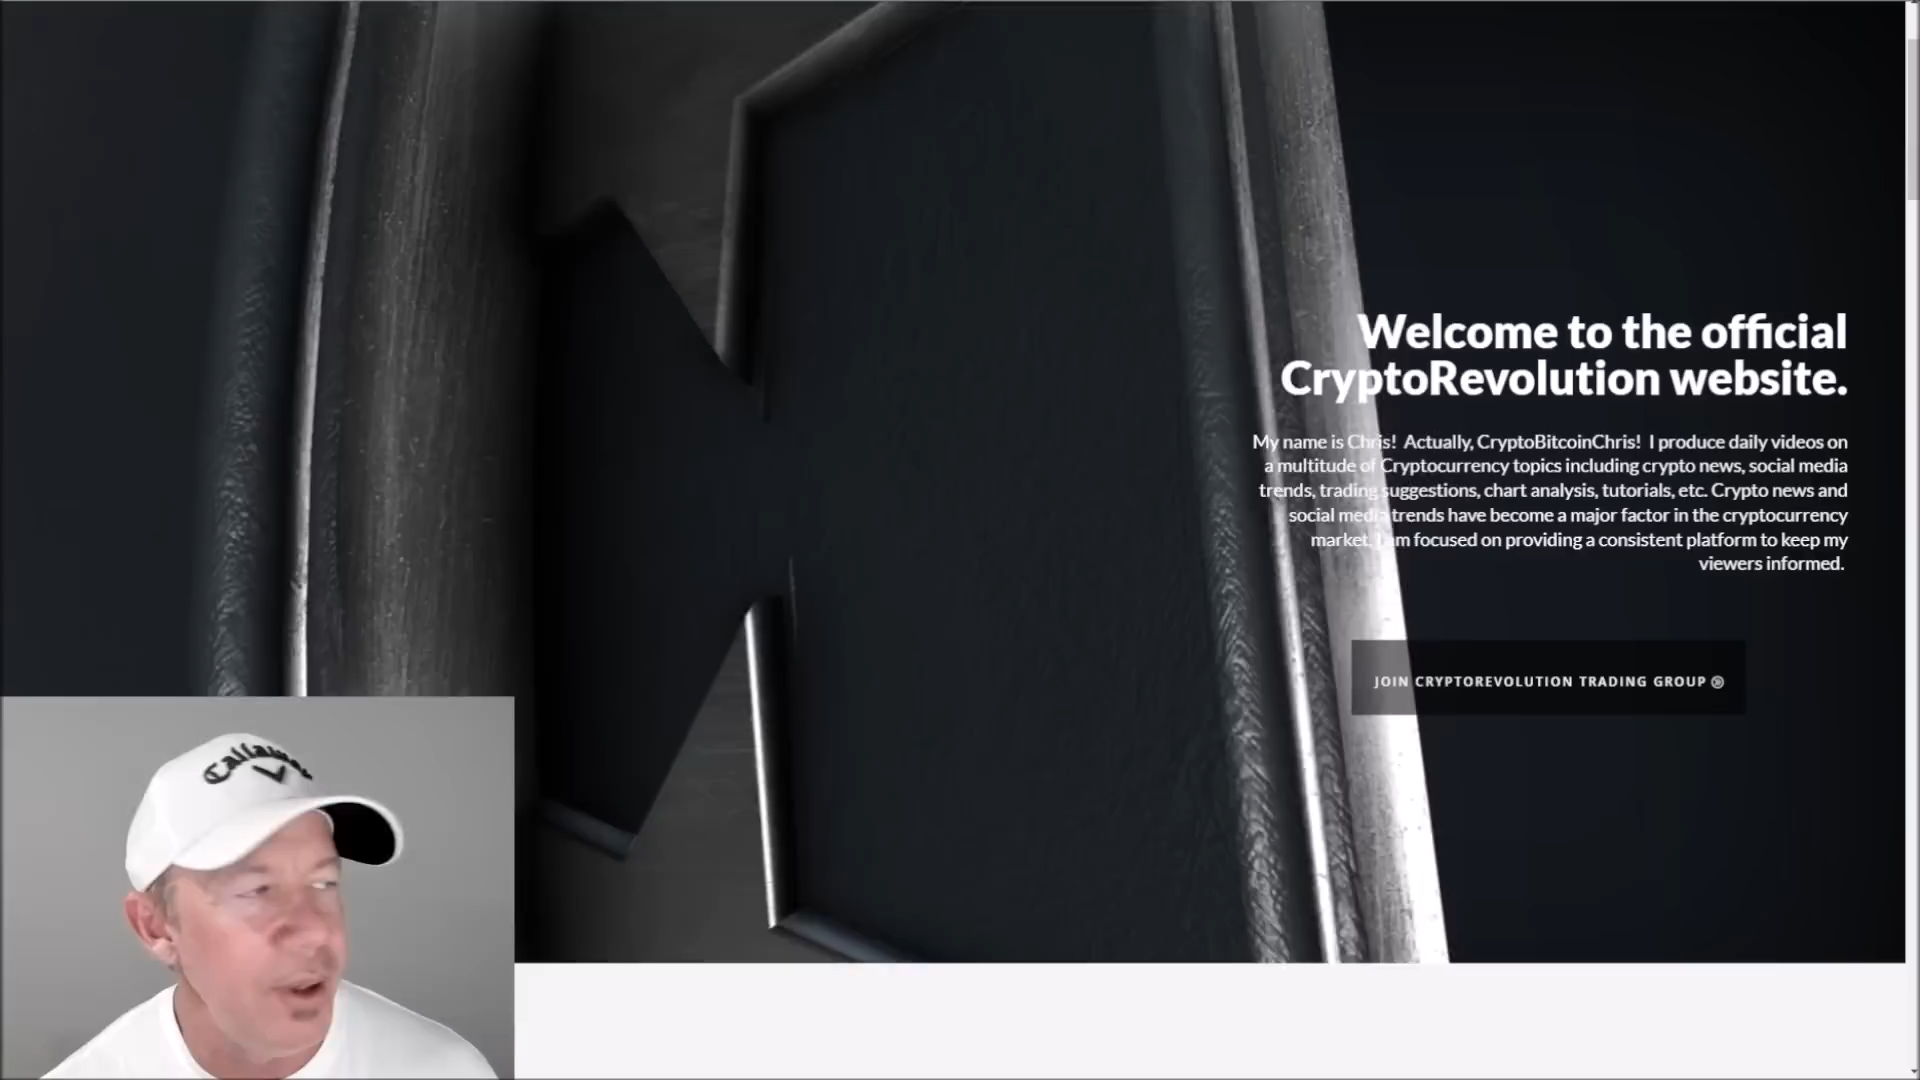 Welcome to the official
CryptoRevolution website.
My name is Chris!  Actually, CryptoBitcoinChris!  I produce daily videos on
a multitude of Cryptocurrency topics including crypto news, social media
trends, trading suggestions, chart analysis, tutorials, etc. Crypto news and
social media trends have become a major factor in the cryptocurrency
market. I am focused on providing a consistent platform to keep my
viewers informed.
JOIN CRYPTOREVOLUTION TRADING GROUP
Callaway